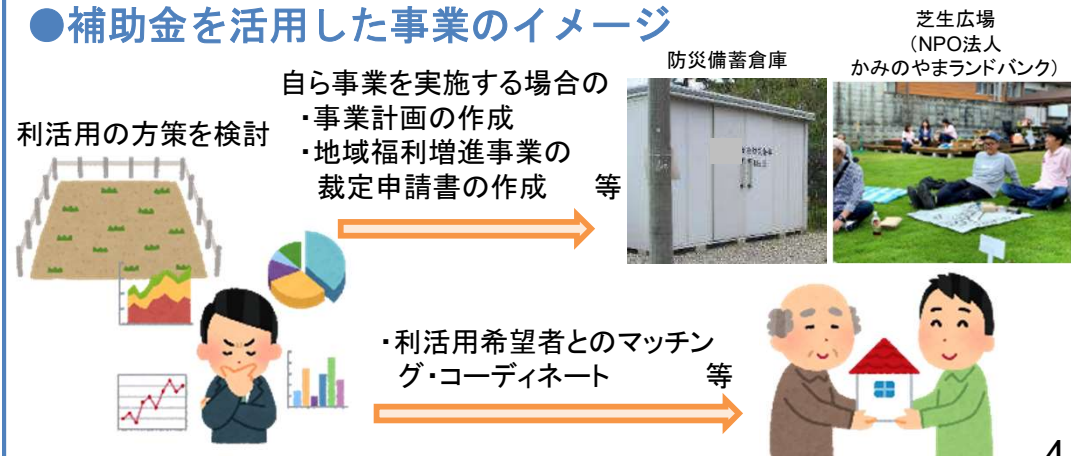 ●補助金を活用した事業のイメージ
芝生広場
（NPO法人
かみのやまランドバンク）
防災備蓄倉庫
自ら事業を実施する場合の
・事業計画の作成
・地域福利増進事業の
裁定申請書の作成　　等
利活用の方策を検討
・利活用希望者とのマッチン
グ・コーディネート　　　　等
4